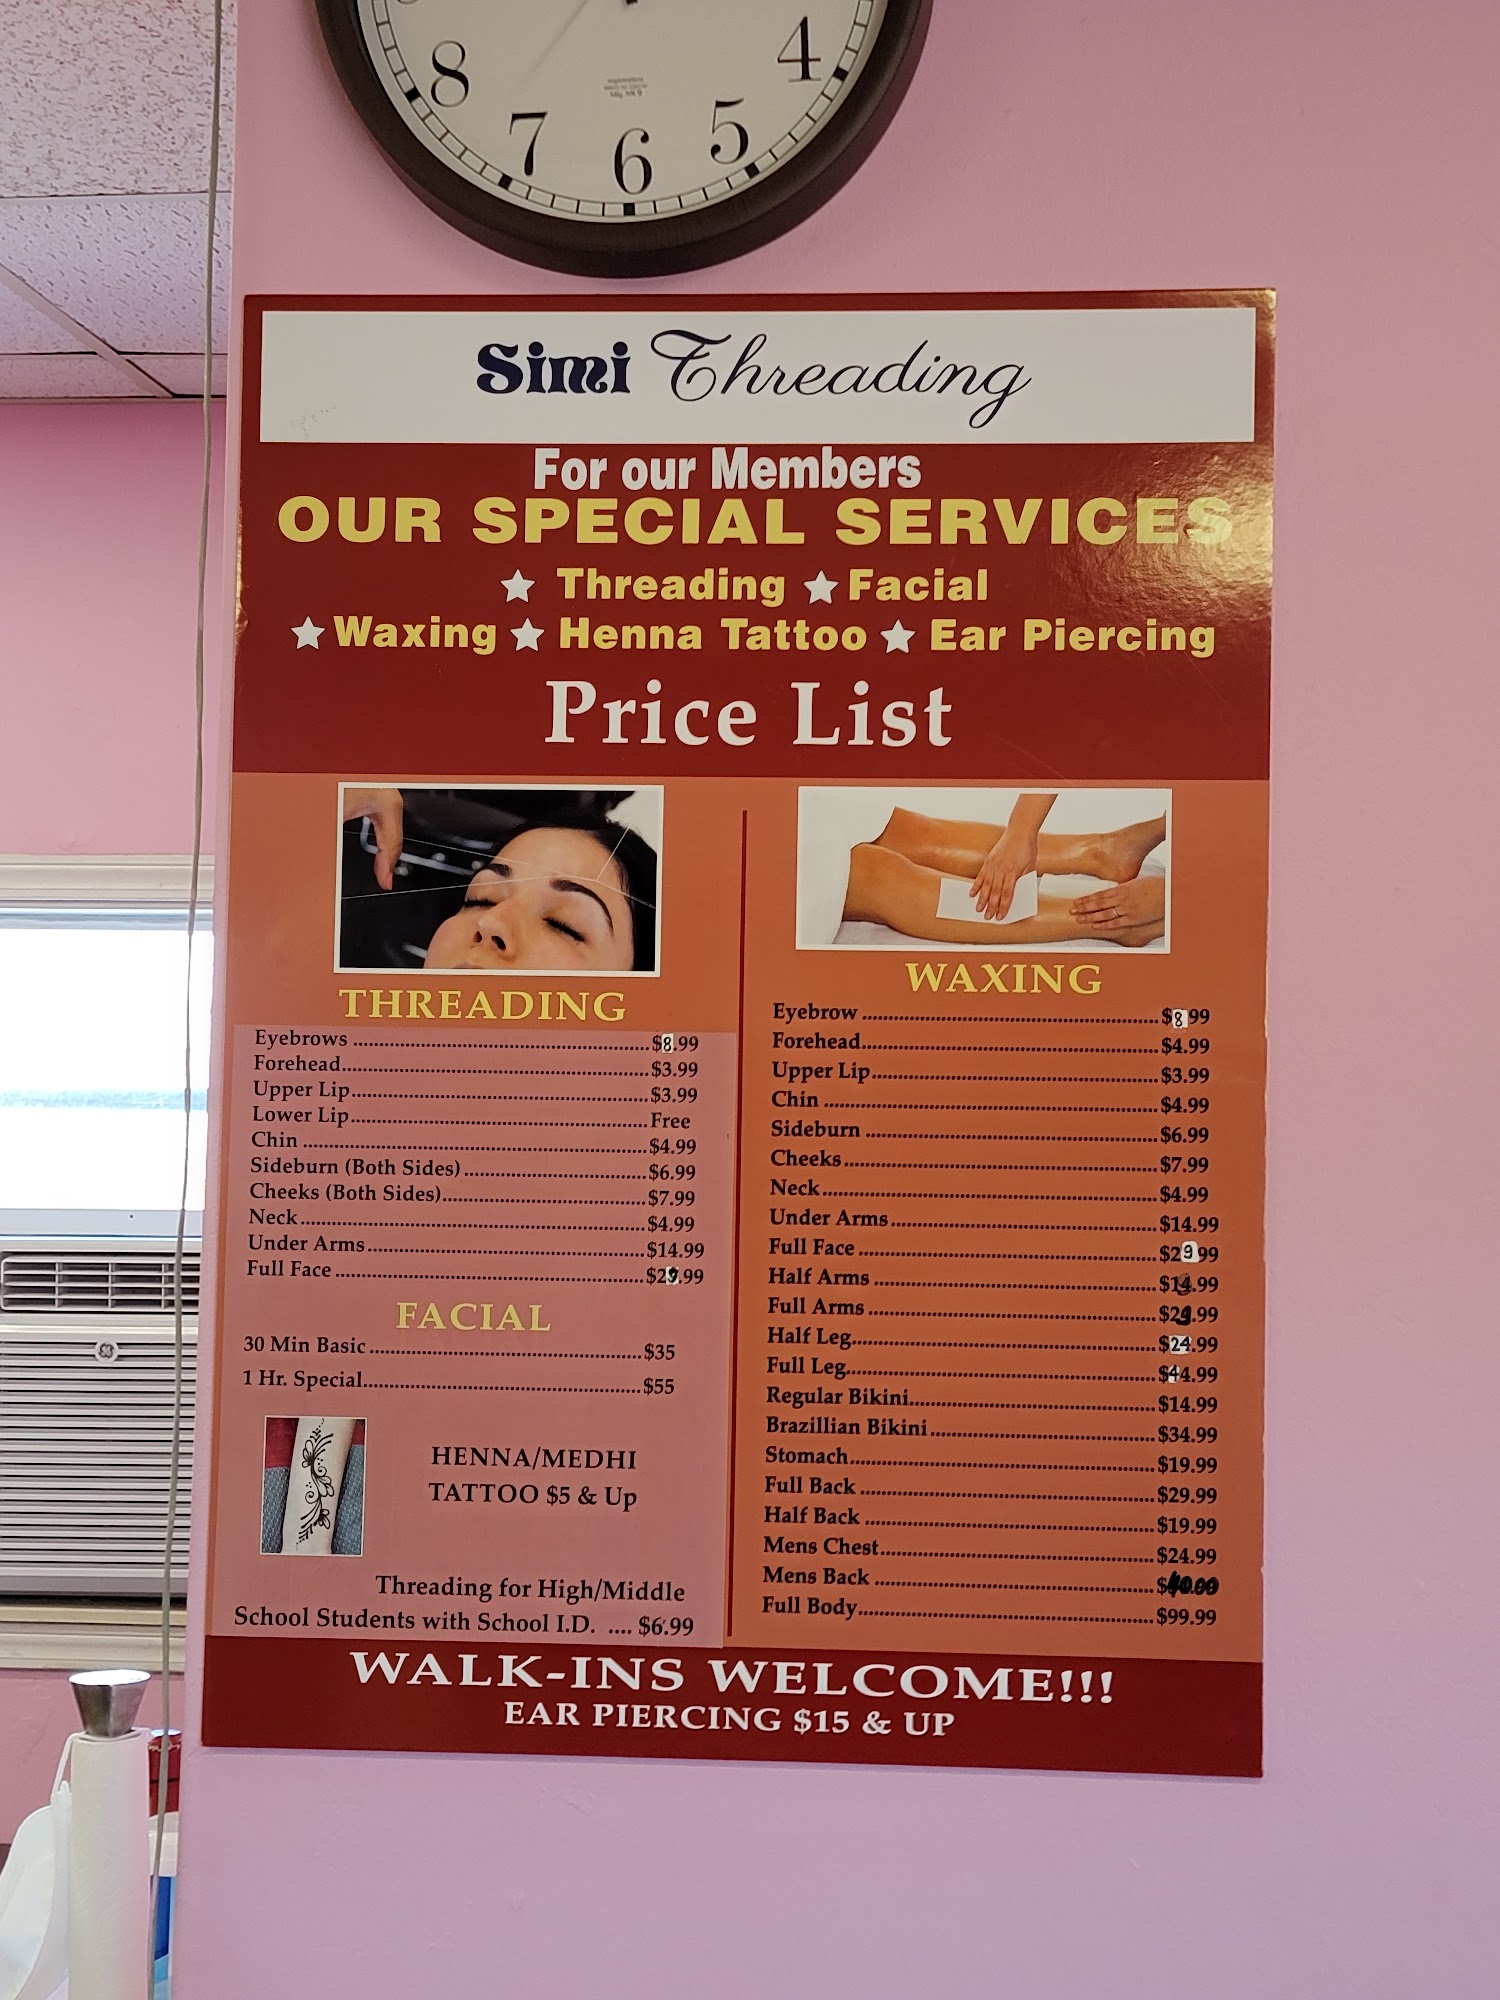 8
7
6
5
4
Simi Threading
For our Members
OUR SPECIAL SERVICES
★ Threading ★ Facial
★ Waxing ★ Henna Tattoo ★ Ear Piercing
Price List
THREADING
Eyebrows ........ $8.99
Forehead ........ $3.99
Upper Lip ........ $3.99
Lower Lip ........ Free
Chin ........ $4.99
Sideburn (Both Sides) ........ $6.99
Cheeks (Both Sides) ........ $7.99
Neck ........ $4.99
Under Arms ........ $14.99
Full Face ........ $29.99
FACIAL
30 Min Basic ........ $35
1 Hr. Special ........ $55
HENNA/MEDHI
TATTOO $5 & Up
Threading for High/Middle
School Students with School I.D. .... $6.99
WAXING
Eyebrow ........ $8.99
Forehead ........ $4.99
Upper Lip ........ $3.99
Chin ........ $4.99
Sideburn ........ $6.99
Cheeks ........ $7.99
Neck ........ $4.99
Under Arms ........ $14.99
Full Face ........ $29.99
Half Arms ........
Full Arms ........ $29.99
Half Leg ........ $24.99
Full Leg ........ $44.99
Regular Bikini ........ $14.99
Brazillian Bikini ........ $34.99
Stomach ........ $19.99
Full Back ........ $29.99
Half Back ........ $19.99
Mens Chest ........ $24.99
Mens Back ........
Full Body ........ $99.99
WALK-INS WELCOME!!!
EAR PIERCING $15 & UP